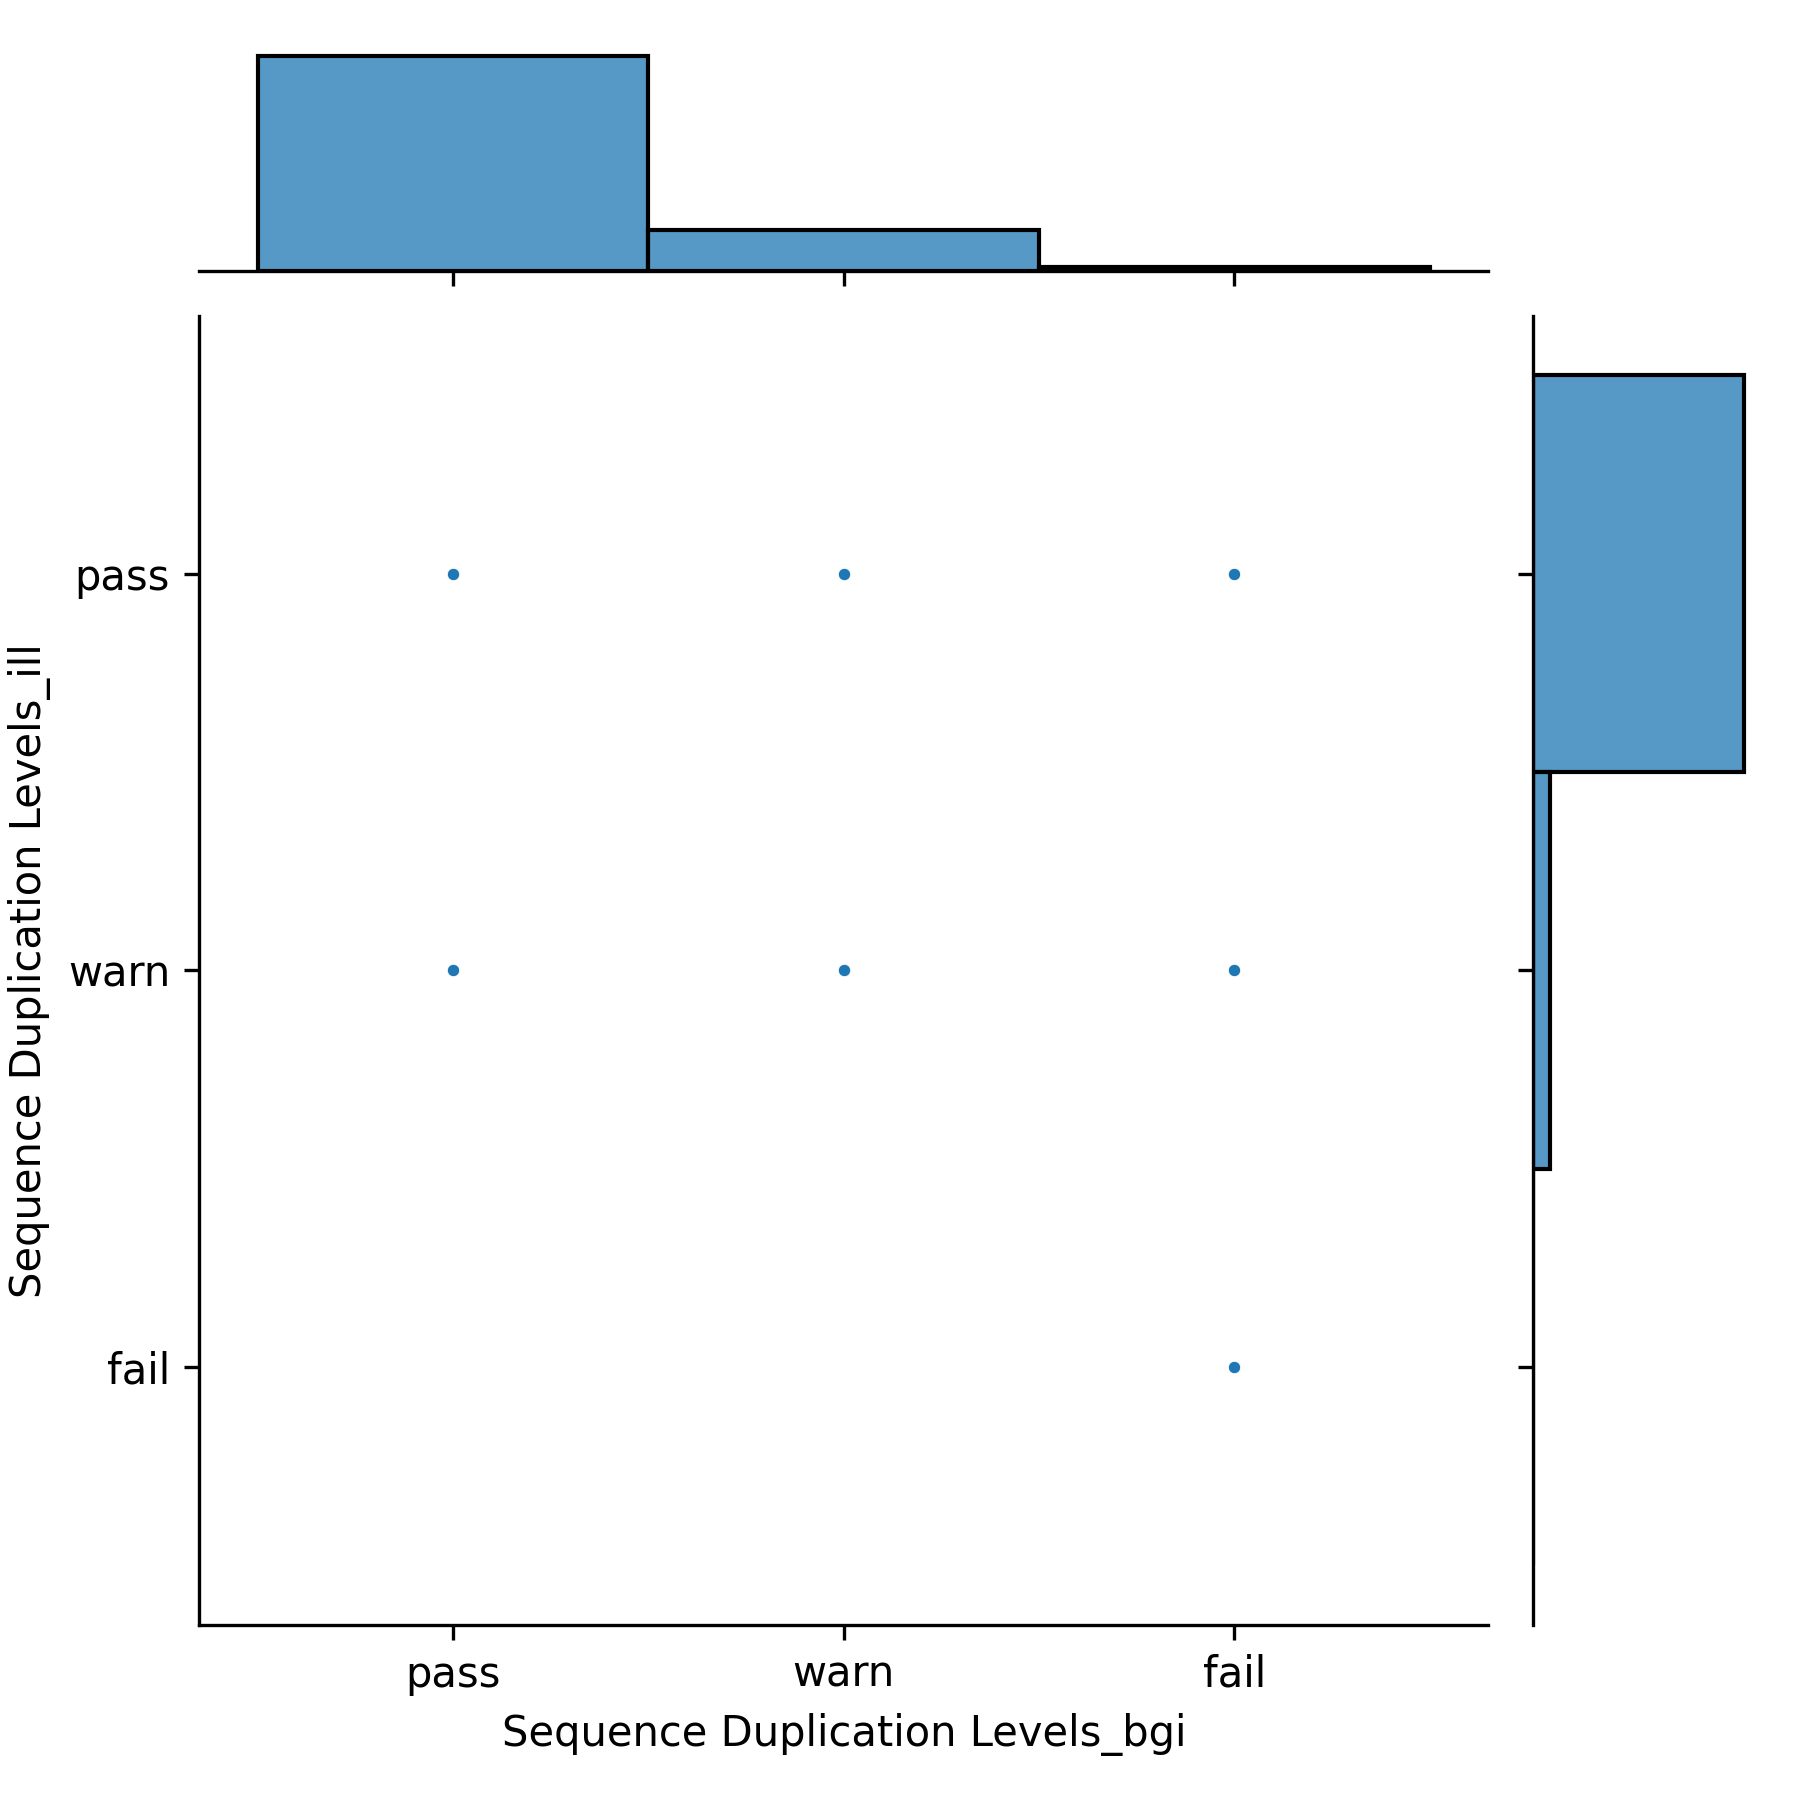 pass
warn
fail
Sequence Duplication Levels_ill
pass warn fail
Sequence Duplication Levels_bgi